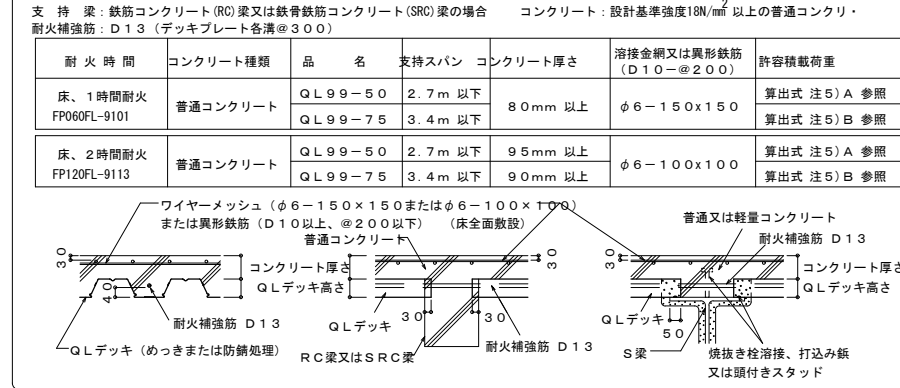 支 持 梁：鉄筋コンクリート(RC)梁又は鉄骨鉄筋コンクリート(SRC)梁の場合　　コンクリート：設計基準強度18N/mm² 以上の普通コンクリ・
耐火補強筋：Ｄ１３（デッキプレート各溝＠３００）
耐 火 時 間　コンクリート種類　品　　名　支持スパン　コンクリート厚さ　溶接金網又は異形鉄筋（Ｄ１０－＠２００）　許容積載荷重
床、１時間耐火　FP060FL-9101　普通コンクリート　ＱＬ９９－５０　２.７ｍ 以下　８０mm 以上　φ６－１５０x１５０　算出式 注５）Ａ 参照
ＱＬ９９－７５　３.４ｍ 以下　算出式 注５）Ｂ 参照
床、２時間耐火　FP120FL-9113　普通コンクリート　ＱＬ９９－５０　２.７ｍ 以下　９５mm 以上　φ６－１００x１００　算出式 注５）Ａ 参照
ＱＬ９９－７５　３.４ｍ 以下　９０mm 以上　算出式 注５）Ｂ 参照
ワイヤーメッシュ（φ６－１５０×１５０またはφ６－１００×１００）
または異形鉄筋（Ｄ１０以上、＠２００以下）　（床全面敷設）
普通コンクリート
普通又は軽量コンクリート
耐火補強筋 Ｄ１３
３０
コンクリート厚さ
ＱＬデッキ高さ
４０
耐火補強筋 Ｄ１３
ＱＬデッキ（めっきまたは防錆処理）
３０
３０
３０
ＱＬデッキ
ＲＣ梁又はＳＲＣ梁
耐火補強筋 Ｄ１３
３０
コンクリート厚さ
ＱＬデッキ高さ
ＱＬデッキ
５０
Ｓ梁
焼抜き栓溶接、打込み鋲
又は頭付きスタッド